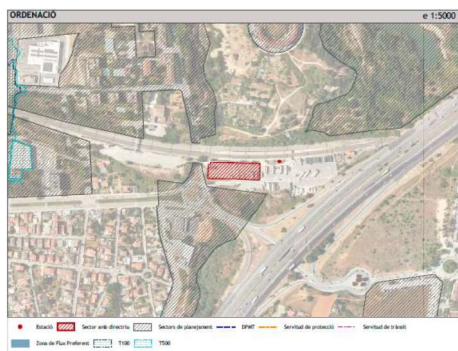 ORDENACIÓ e 1:5000
Estació Sector amb directriu Sectors de planejament DPMT Servitud de protecció Servitud de trànsit
Zona de Flux Preferent T100 T500